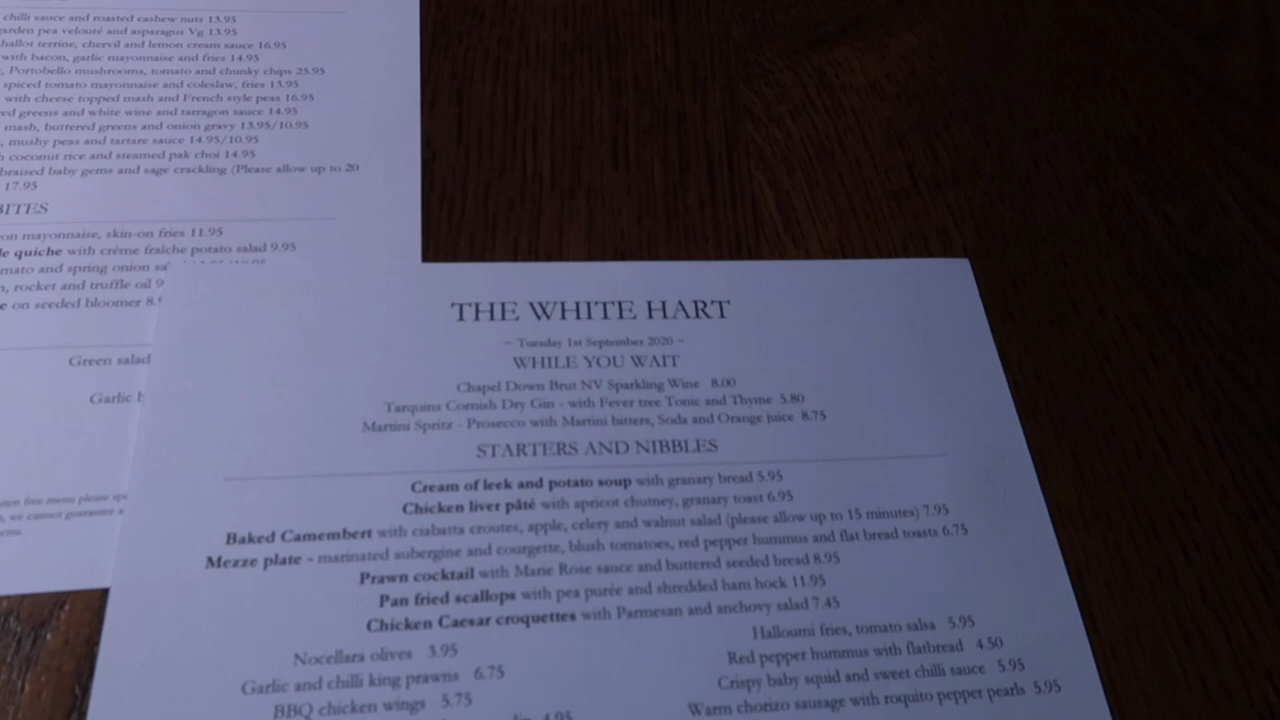 chilli sauce and roasted cashew nuts 13.95
garden pea velouté and asparagus Vg 13.95
shallot terrine, chervil and lemon cream sauce 16.95
with bacon, garlic mayonnaise and fries 14.95
, Portobello mushrooms, tomato and chunky chips 25.95
spiced tomato mayonnaise and coleslaw, fries 13.95
with cheese topped mash and French style peas 16.95
greens and white wine and tarragon sauce 14.95
mash, buttered greens and onion gravy 13.95/10.95
, mushy peas and tartare sauce 14.95/10.95
coconut rice and steamed pak choi 14.95
braised baby gems and sage crackling (Please allow up to 20
17.95
BITES
on mayonnaise, skin-on fries 11.95
quiche with crème fraîche potato salad 9.95
and spring onion
, rocket and truffle oil 9
on seeded bloomer 8.
Green salad
Garlic
free menu please
, we cannot guarantee a
THE WHITE HART
~ Tuesday 1st September 2020 ~
WHILE YOU WAIT
Chapel Down Brut NV Sparkling Wine 8.00
Tarquins Cornish Dry Gin - with Fever tree Tonic and Thyme 5.80
Martini Spritz - Prosecco with Martini bitters, Soda and Orange juice 8.75
STARTERS AND NIBBLES
Cream of leek and potato soup with granary bread 5.95
Chicken liver pâté with apricot chutney, granary toast 6.95
Baked Camembert with ciabatta croutes, apple, celery and walnut salad (please allow up to 15 minutes) 7.95
Mezze plate - marinated aubergine and courgette, blush tomatoes, red pepper hummus and flat bread toasts 6.75
Prawn cocktail with Marie Rose sauce and buttered seeded bread 8.95
Pan fried scallops with pea purée and shredded ham hock 11.95
Chicken Caesar croquettes with Parmesan and anchovy salad 7.45
Nocellara olives 3.95
Garlic and chilli king prawns 6.75
BBQ chicken wings 5.75
4.95
Halloumi fries, tomato salsa 5.95
Red pepper hummus with flatbread 4.50
Crispy baby squid and sweet chilli sauce 5.95
Warm chorizo sausage with roquito pepper pearls 5.95